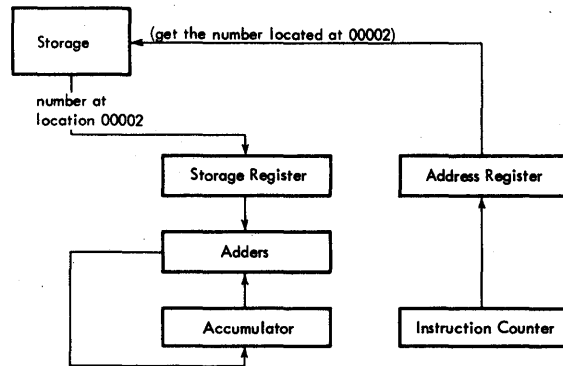 (get the number located at 00002)
Storage
number at
location 00002
Storage Register
Address Register
Adders
Accumulator
Instruction Counter